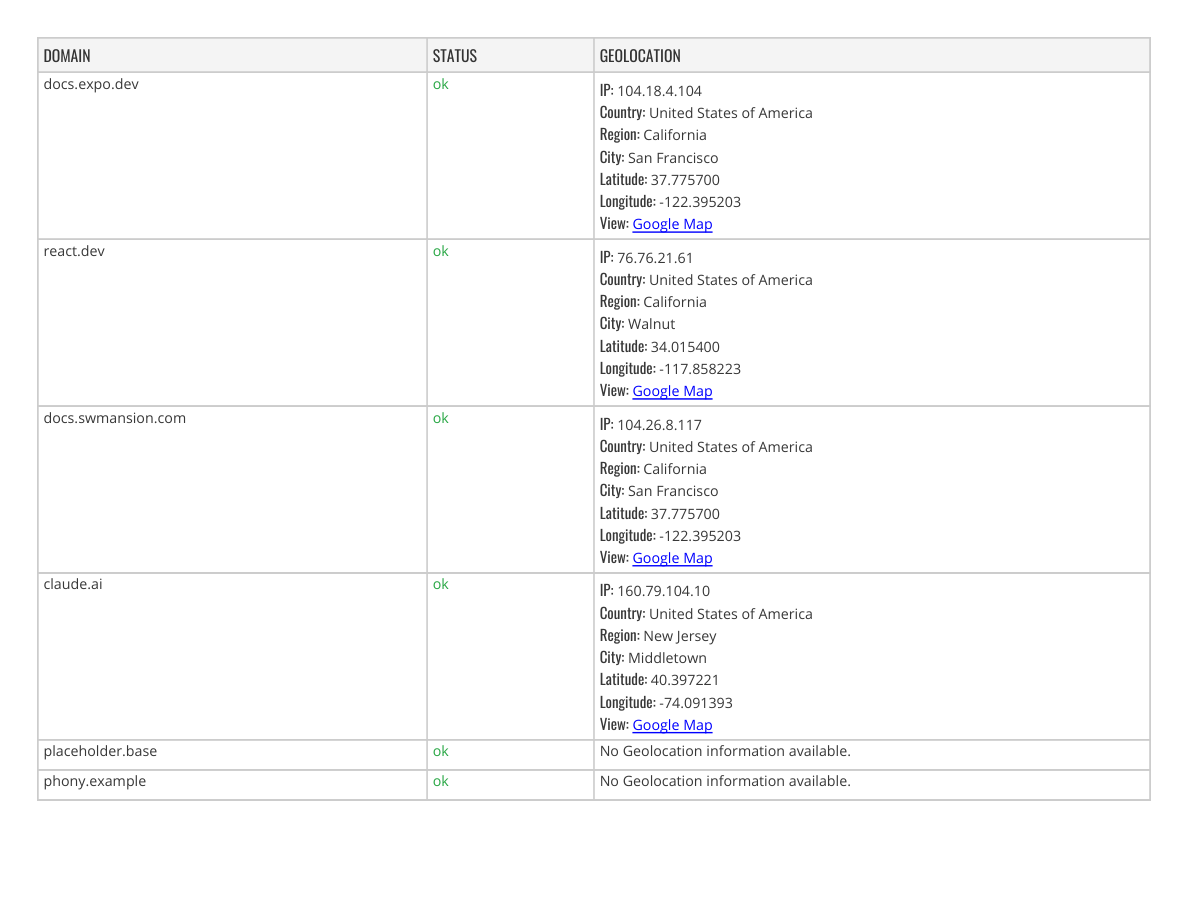 DOMAIN STATUS GEOLOCATION
docs.expo.dev ok IP: 104.18.4.104
Country: United States of America
Region: California
City: San Francisco
Latitude: 37.775700
Longitude: -122.395203
View: Google Map
react.dev ok IP: 76.76.21.61
Country: United States of America
Region: California
City: Walnut
Latitude: 34.015400
Longitude: -117.858223
View: Google Map
docs.swmansion.com ok IP: 104.26.8.117
Country: United States of America
Region: California
City: San Francisco
Latitude: 37.775700
Longitude: -122.395203
View: Google Map
claude.ai ok IP: 160.79.104.10
Country: United States of America
Region: New Jersey
City: Middletown
Latitude: 40.397221
Longitude: -74.091393
View: Google Map
placeholder.base ok No Geolocation information available.
phony.example ok No Geolocation information available.